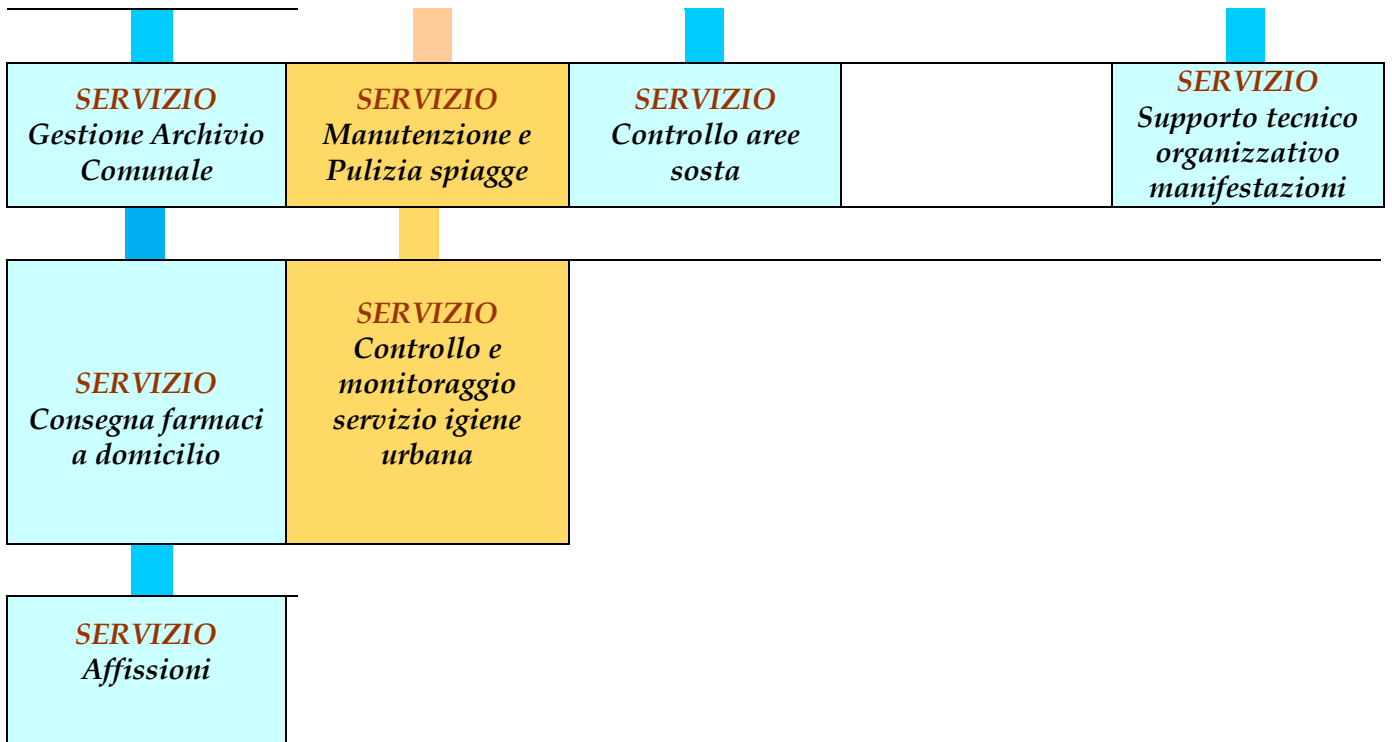 SERVIZIO
Gestione Archivio
Comunale
SERVIZIO
Manutenzione e
Pulizia spiagge
SERVIZIO
Controllo aree
sosta
SERVIZIO
Supporto tecnico
organizzativo
manifestazioni
SERVIZIO
Consegna farmaci
a domicilio
SERVIZIO
Controllo e
monitoraggio
servizio igiene
urbana
SERVIZIO
Affissioni